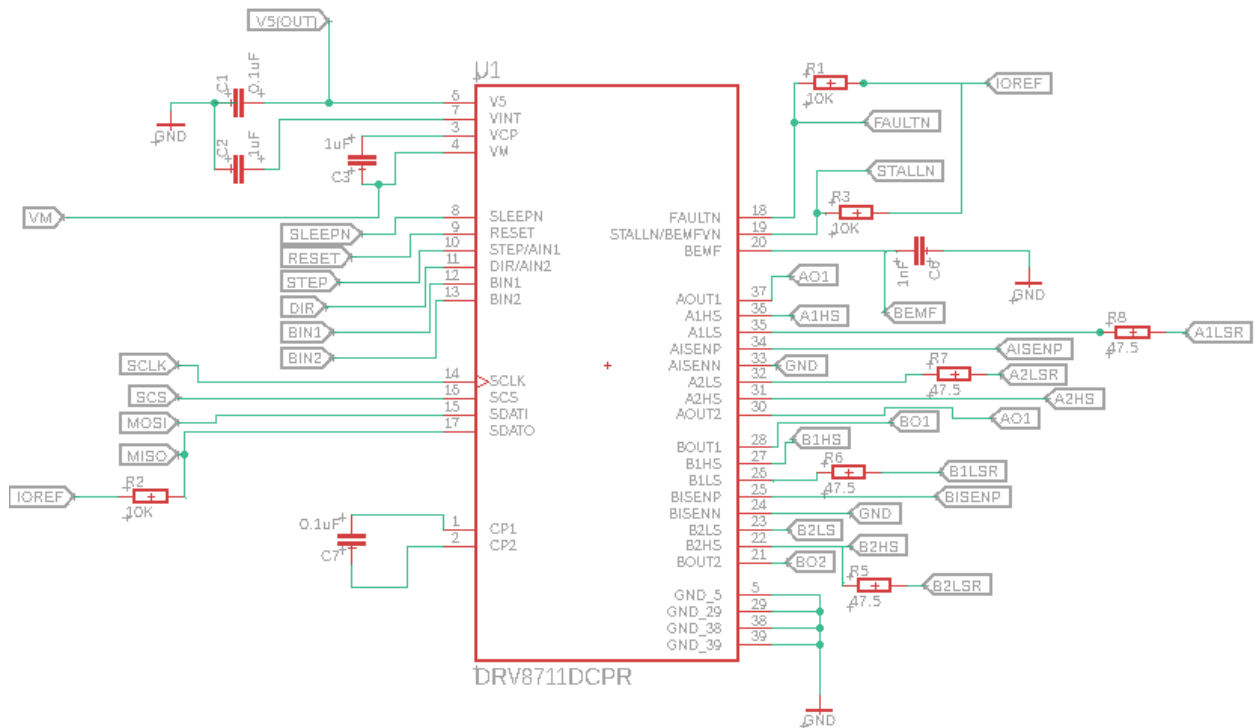 V5(OUT)
C1
0.1uF
GND
C2
1uF
1uF
C3
VM
SLEEPN
RESET
STEP
DIR
BIN1
BIN2
SCLK
SCS
MOSI
MISO
IOREF
R2
10K
0.1uF
C7
U1
6 V5
7 VINT
3 VCP
4 VM
8 SLEEPN
9 RESET
10 STEP/AIN1
11 DIR/AIN2
12 BIN1
13 BIN2
14 SCLK
16 SCS
15 SDATI
17 SDATO
1 CP1
2 CP2
FAULTN 18
STALLN/BEMFVN 19
BEMF 20
AOUT1 37
A1HS 36
A1LS 35
AISENP 34
AISENN 33
A2LS 32
A2HS 31
AOUT2 30
BOUT1 28
B1HS 27
B1LS 26
BISENP 25
BISENN 24
B2LS 23
B2HS 22
BOUT2 21
GND_5 5
GND_29 29
GND_38 38
GND_39 39
DRV8711DCPR
R1
10K
IOREF
FAULTN
STALLN
R3
10K
1nF
C6
GND
BEMF
AO1
A1HS
R8
47.5
A1LSR
AISENP
GND
R7
47.5
A2LSR
A2HS
AO1
BO1
B1HS
R6
47.5
B1LSR
BISENP
GND
B2LS
B2HS
BO2
R5
47.5
B2LSR
GND